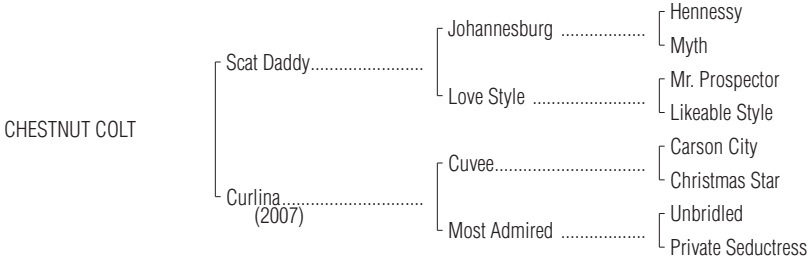 Hennessy
Johannesburg ....................
Myth
Scat Daddy.........................
Mr. Prospector
Love Style .........................
Likeable Style
CHESTNUT COLT
Carson City
Cuvee.................................
Christmas Star
Curlina...............................
(2007)
Unbridled
Most Admired ...................
Private Seductress